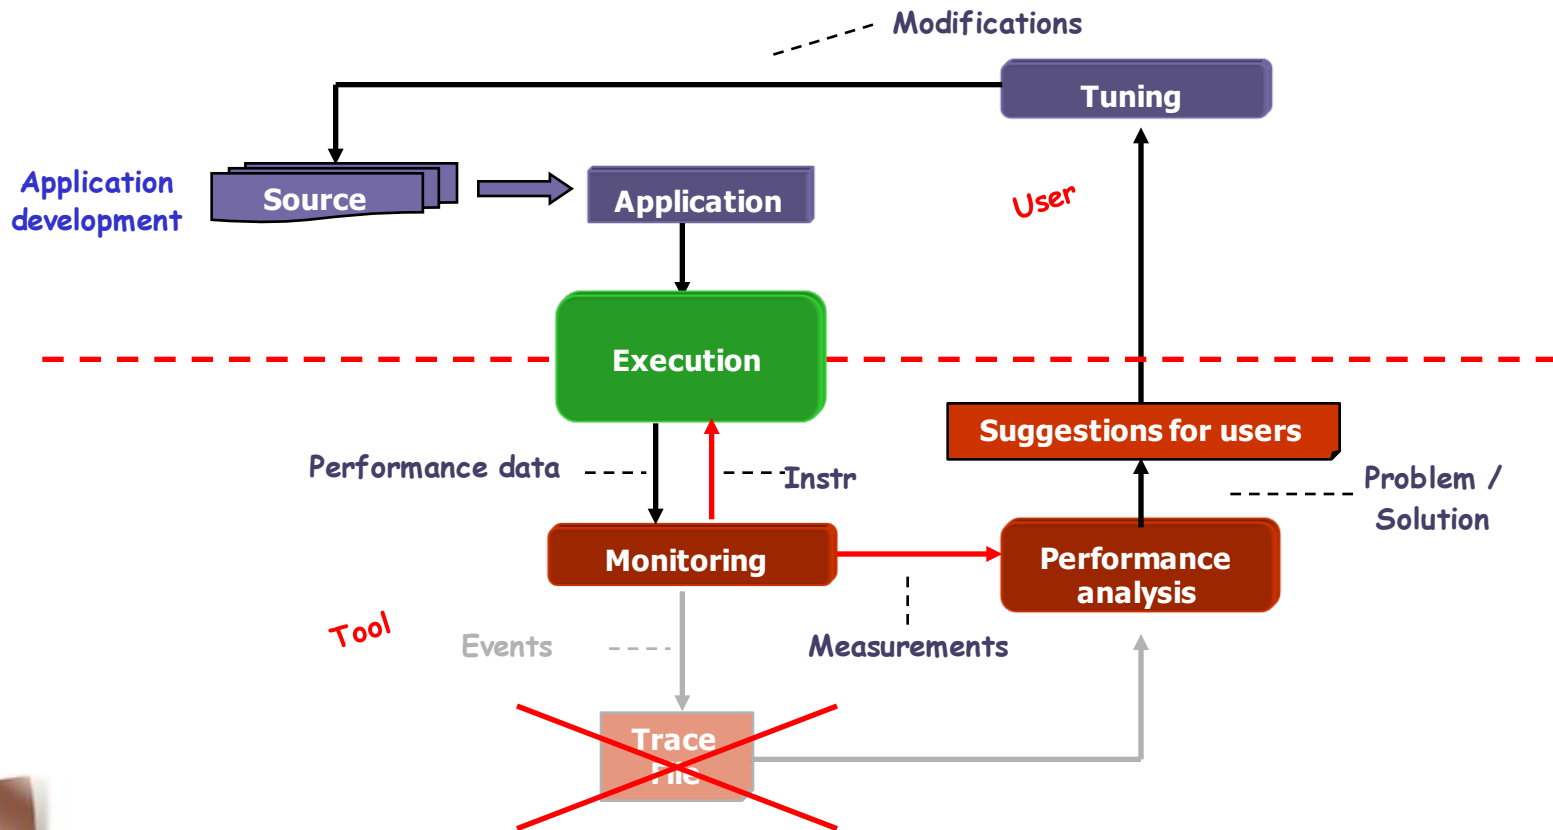 Modifications
Tuning
Application
development
Source
Application
User
Execution
Suggestions for users
Performance data
Instr
Problem /
Solution
Monitoring
Performance
analysis
Tool
Events
Measurements
Trace
File